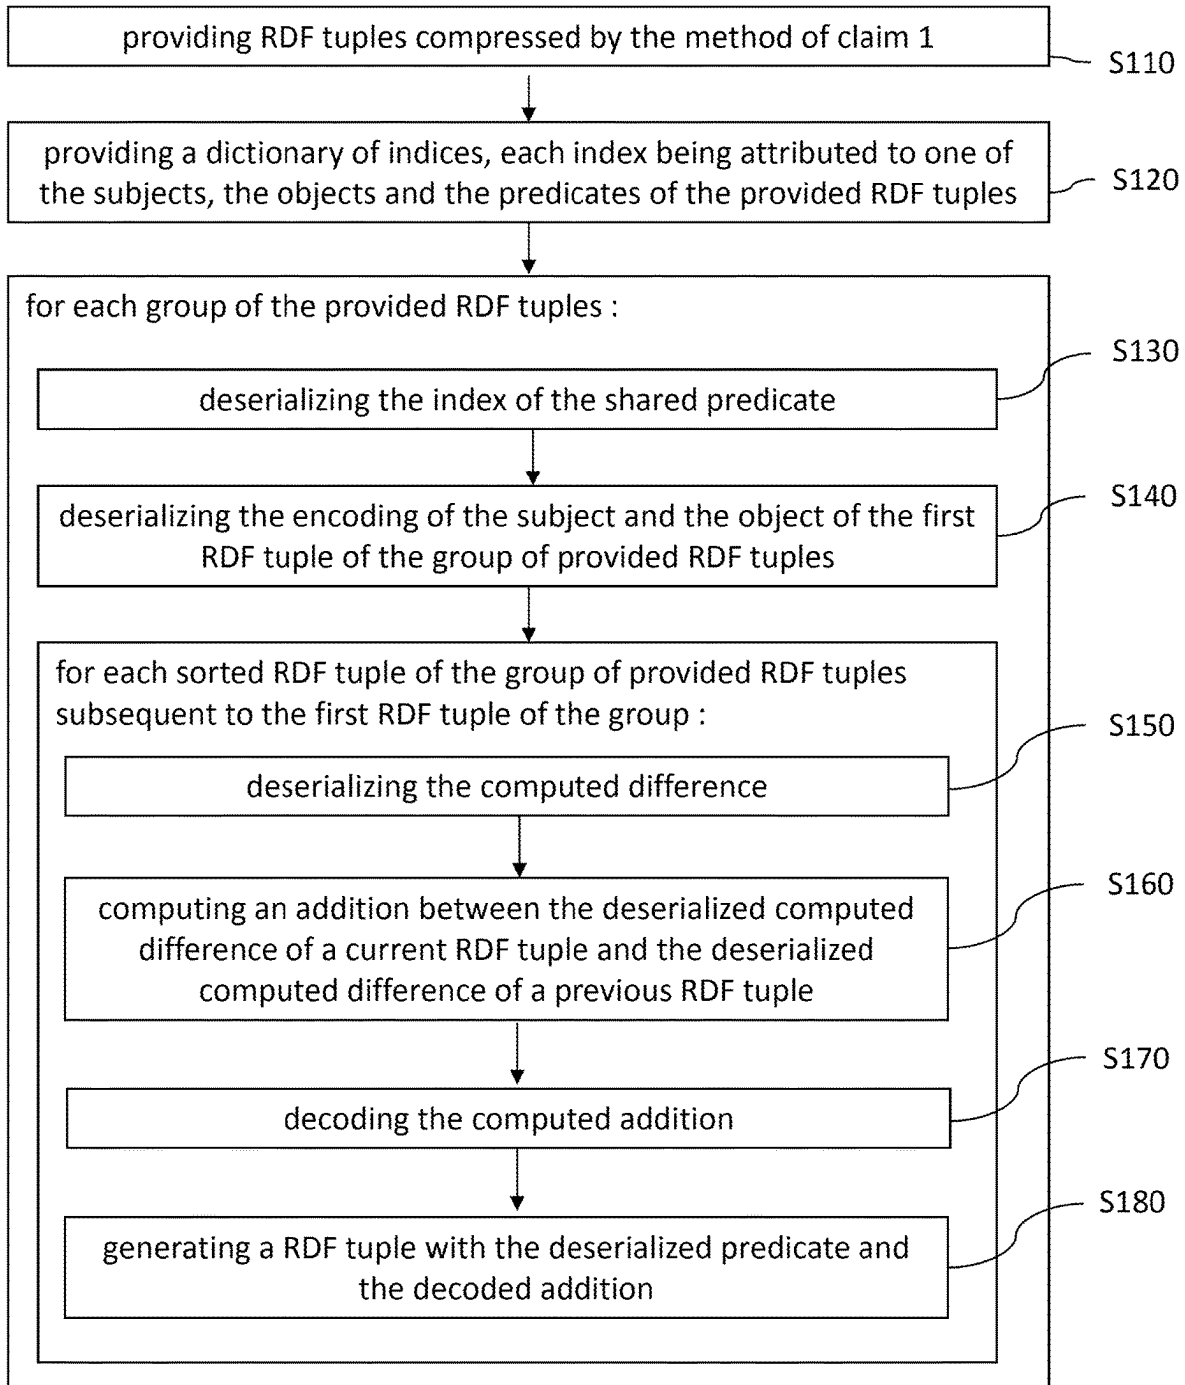 providing RDF tuples compressed by the method of claim 1
S110
providing a dictionary of indices, each index being attributed to one of
the subjects, the objects and the predicates of the provided RDF tuples
S120
for each group of the provided RDF tuples :
S130
deserializing the index of the shared predicate
S140
deserializing the encoding of the subject and the object of the first
RDF tuple of the group of provided RDF tuples
for each sorted RDF tuple of the group of provided RDF tuples
subsequent to the first RDF tuple of the group :
S150
deserializing the computed difference
S160
computing an addition between the deserialized computed
difference of a current RDF tuple and the deserialized
computed difference of a previous RDF tuple
S170
decoding the computed addition
S180
generating a RDF tuple with the deserialized predicate and
the decoded addition